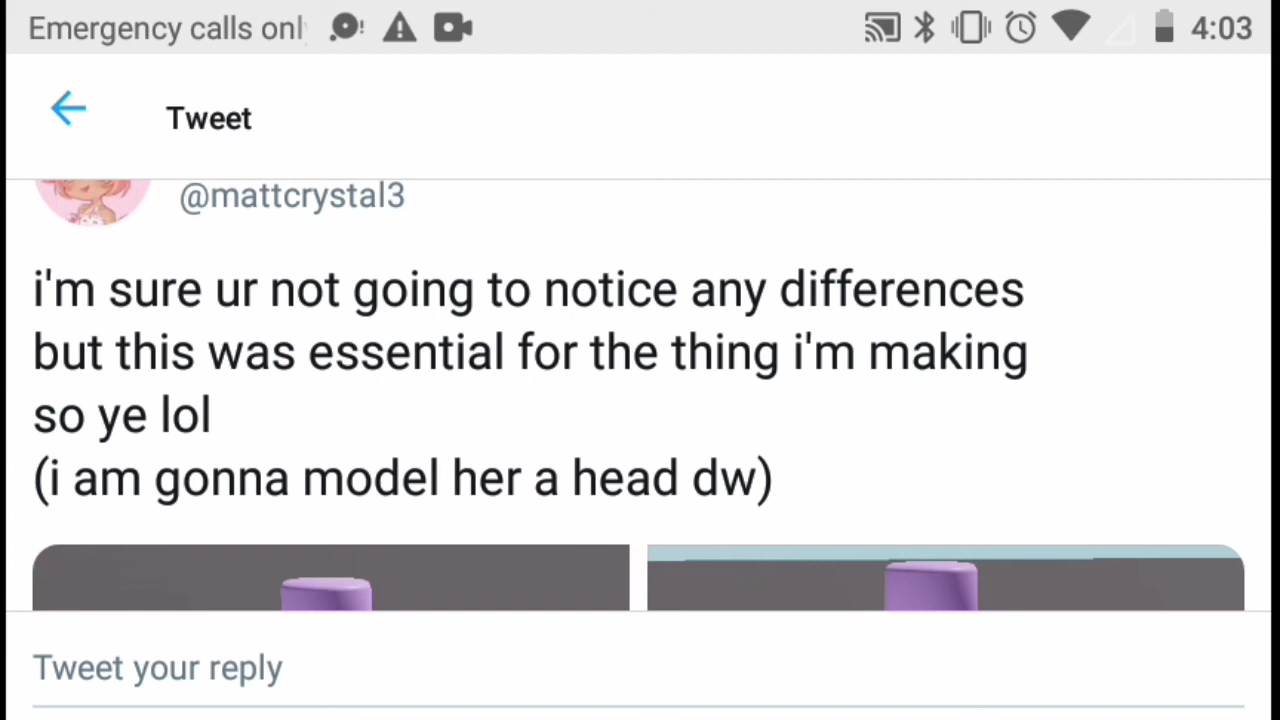 Emergency calls onl
4:03
Tweet
@mattcrystal3
i'm sure ur not going to notice any differences
but this was essential for the thing i'm making
so ye lol
(i am gonna model her a head dw)
Tweet your reply